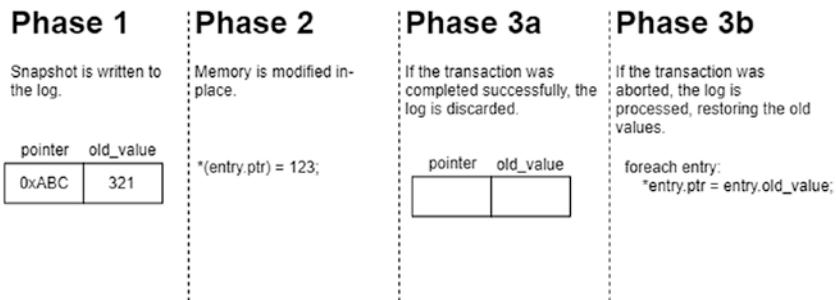 Phase 1
Snapshot is written to
the log.
pointer old_value
0xABC 321
Phase 2
Memory is modified in-
place.
*(entry.ptr) = 123;
Phase 3a
If the transaction was
completed successfully, the
log is discarded.
pointer old_value
Phase 3b
If the transaction was
aborted, the log is
processed, restoring the old
values.
foreach entry:
*entry.ptr = entry.old_value;